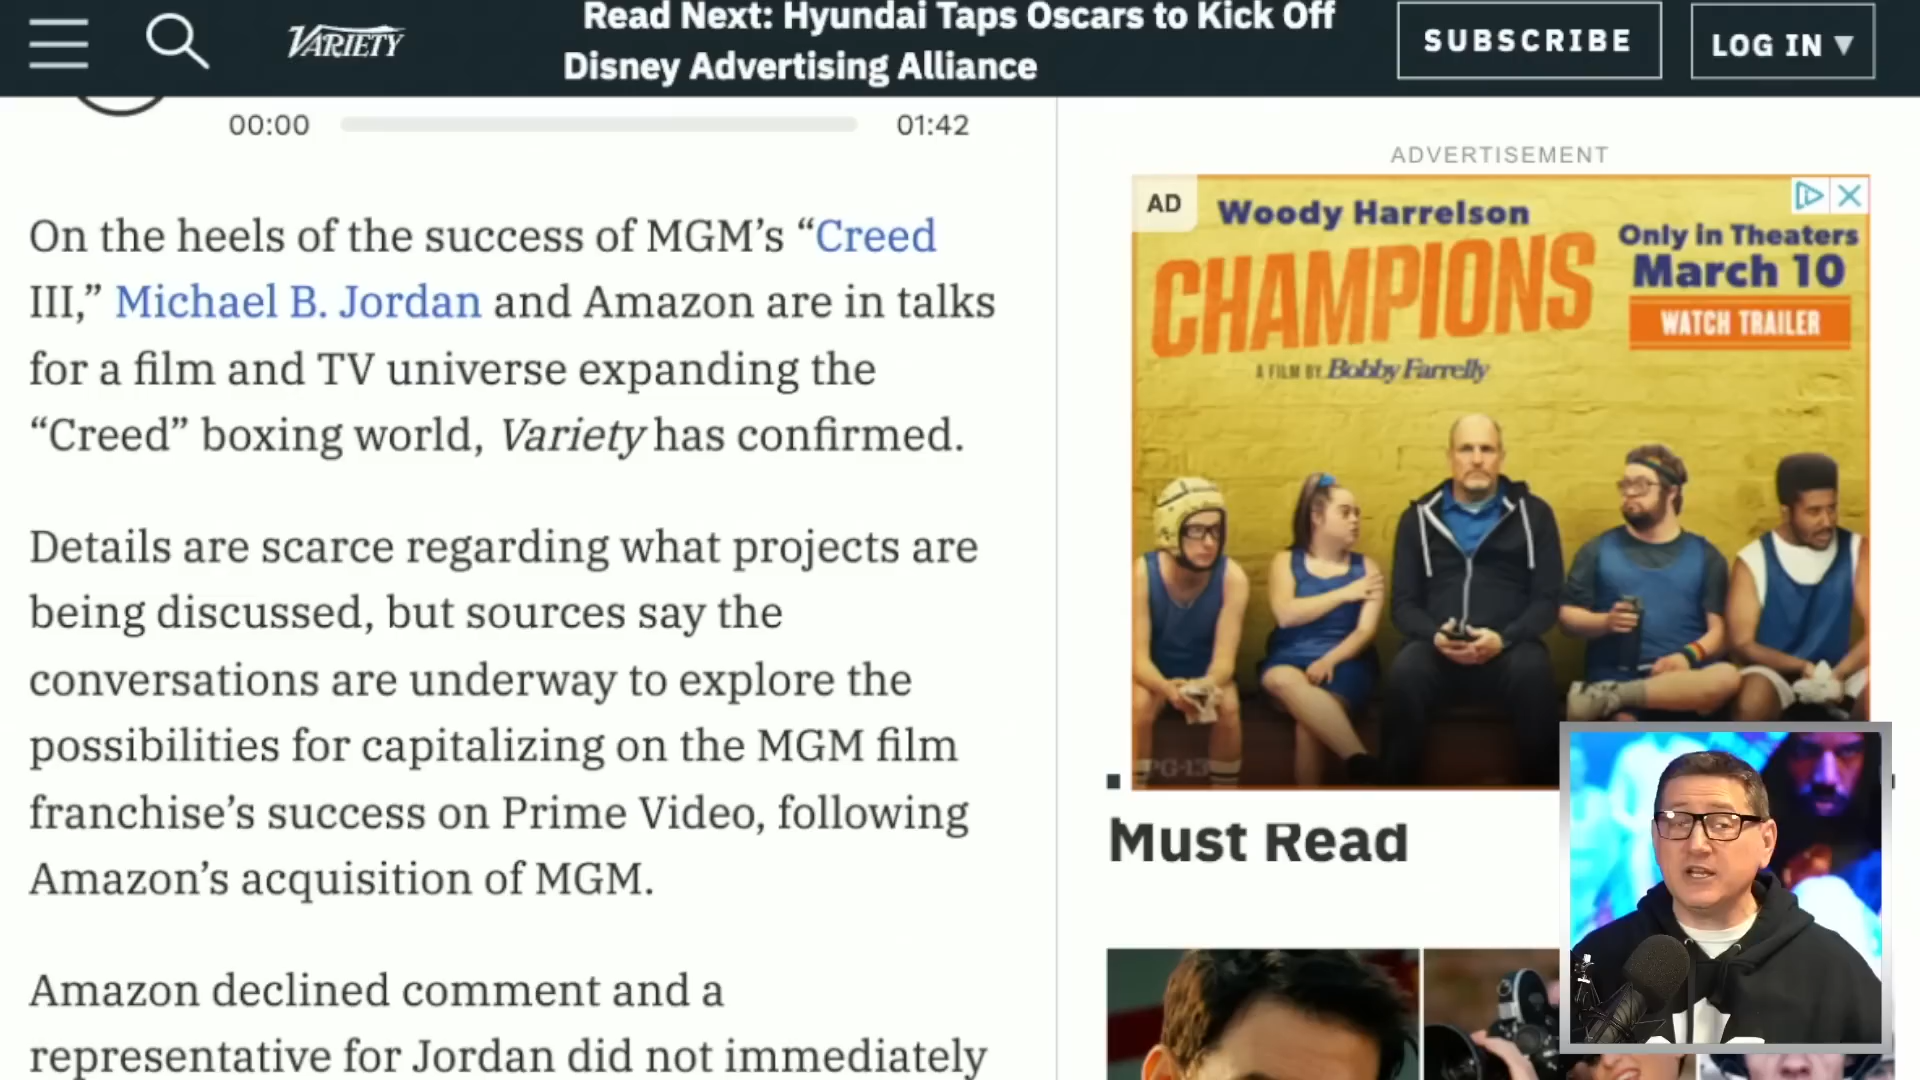 VARIETY
Read Next: Hyundai Taps Oscars to Kick Off
Disney Advertising Alliance
SUBSCRIBE
LOG IN ▼
00:00
01:42
On the heels of the success of MGM’s “Creed
III,” Michael B. Jordan and Amazon are in talks
for a film and TV universe expanding the
“Creed” boxing world, Variety has confirmed.
Details are scarce regarding what projects are
being discussed, but sources say the
conversations are underway to explore the
possibilities for capitalizing on the MGM film
franchise’s success on Prime Video, following
Amazon’s acquisition of MGM.
Amazon declined comment and a
representative for Jordan did not immediately
ADVERTISEMENT
AD
Woody Harrelson
CHAMPIONS
A FILM BY Bobby Farrelly
Only in Theaters
March 10
WATCH TRAILER
PG-13
Must Read